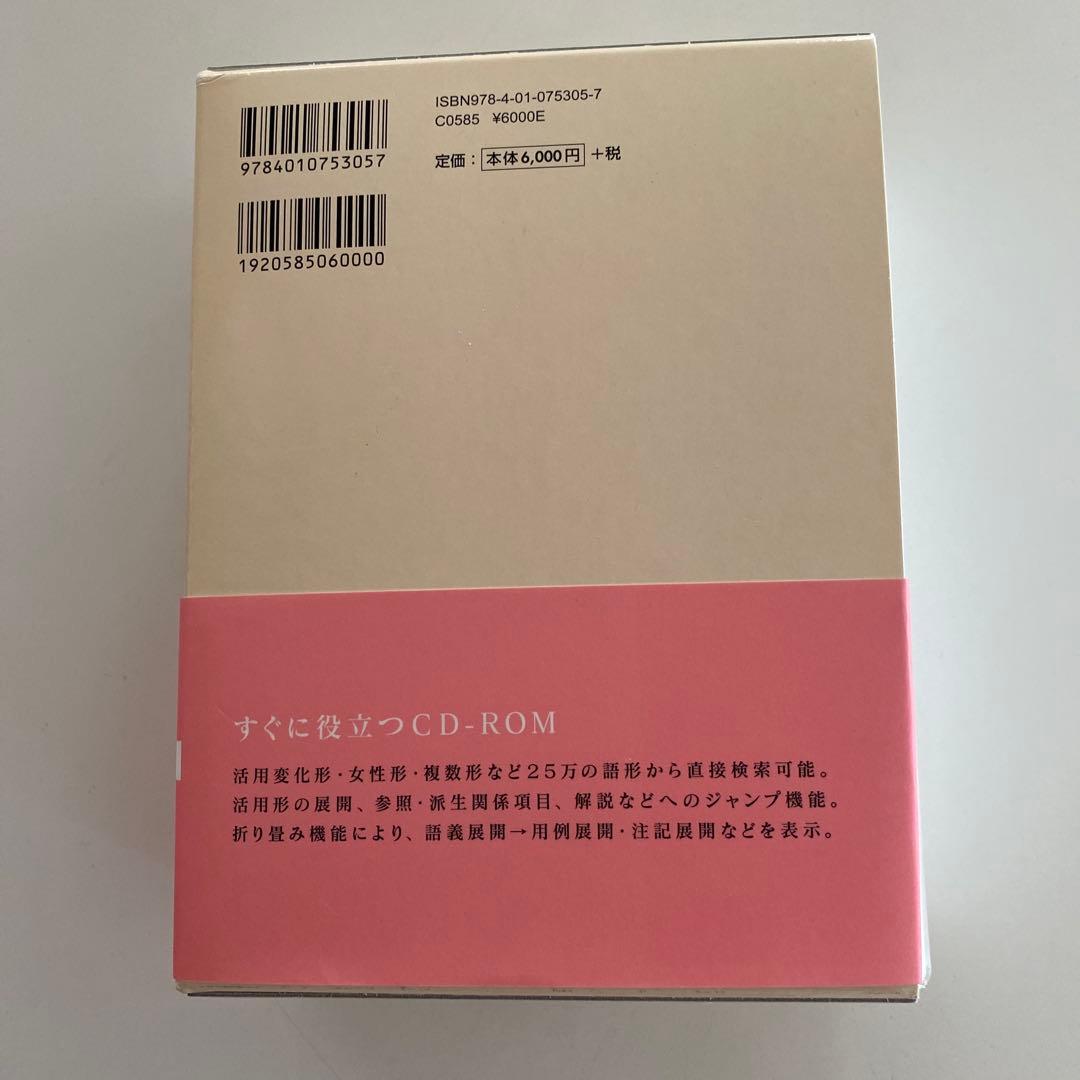 ISBN978-4-01-075305-7
C0585 ¥6000E
定価：本体6,000円＋税
9784010753057
1920585060000
すぐに役立つCD-ROM
活用変化形・女性形・複数形など25万の語形から直接検索可能。
活用形の展開、参照・派生関係項目、解説などへのジャンプ機能。
折り畳み機能により、語義展開→用例展開・注記展開などを表示。